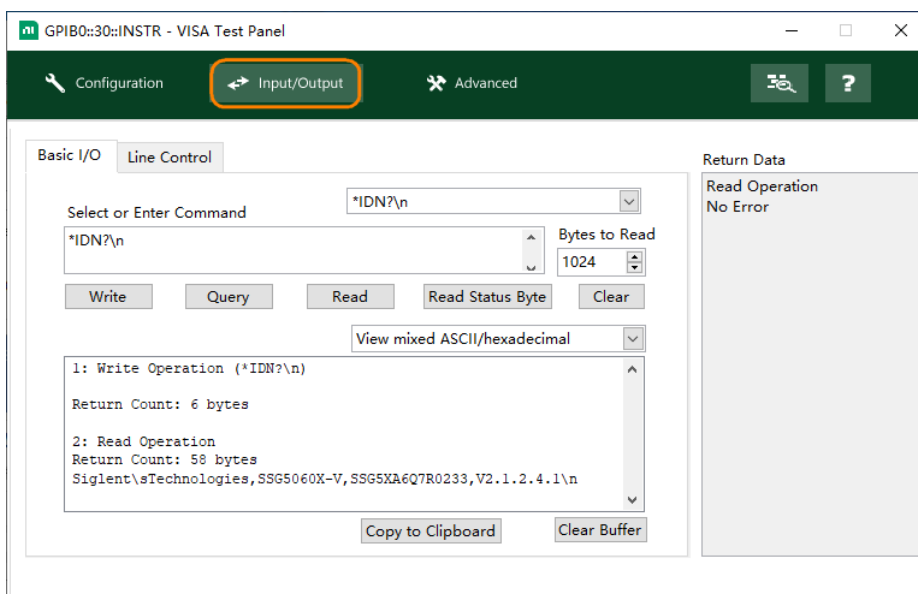 GPIB0::30::INSTR - VISA Test Panel
Configuration
Input/Output
Advanced
?
Basic I/O
Line Control
Return Data
Read Operation
No Error
*IDN?\n
Select or Enter Command
*IDN?\n
Bytes to Read
1024
Write
Query
Read
Read Status Byte
Clear
View mixed ASCII/hexadecimal
1: Write Operation (*IDN?\n)
Return Count: 6 bytes
2: Read Operation
Return Count: 58 bytes
Siglent\sTechnologies,SSG5060X-V,SSG5XA6Q7R0233,V2.1.2.4.1\n
Copy to Clipboard
Clear Buffer